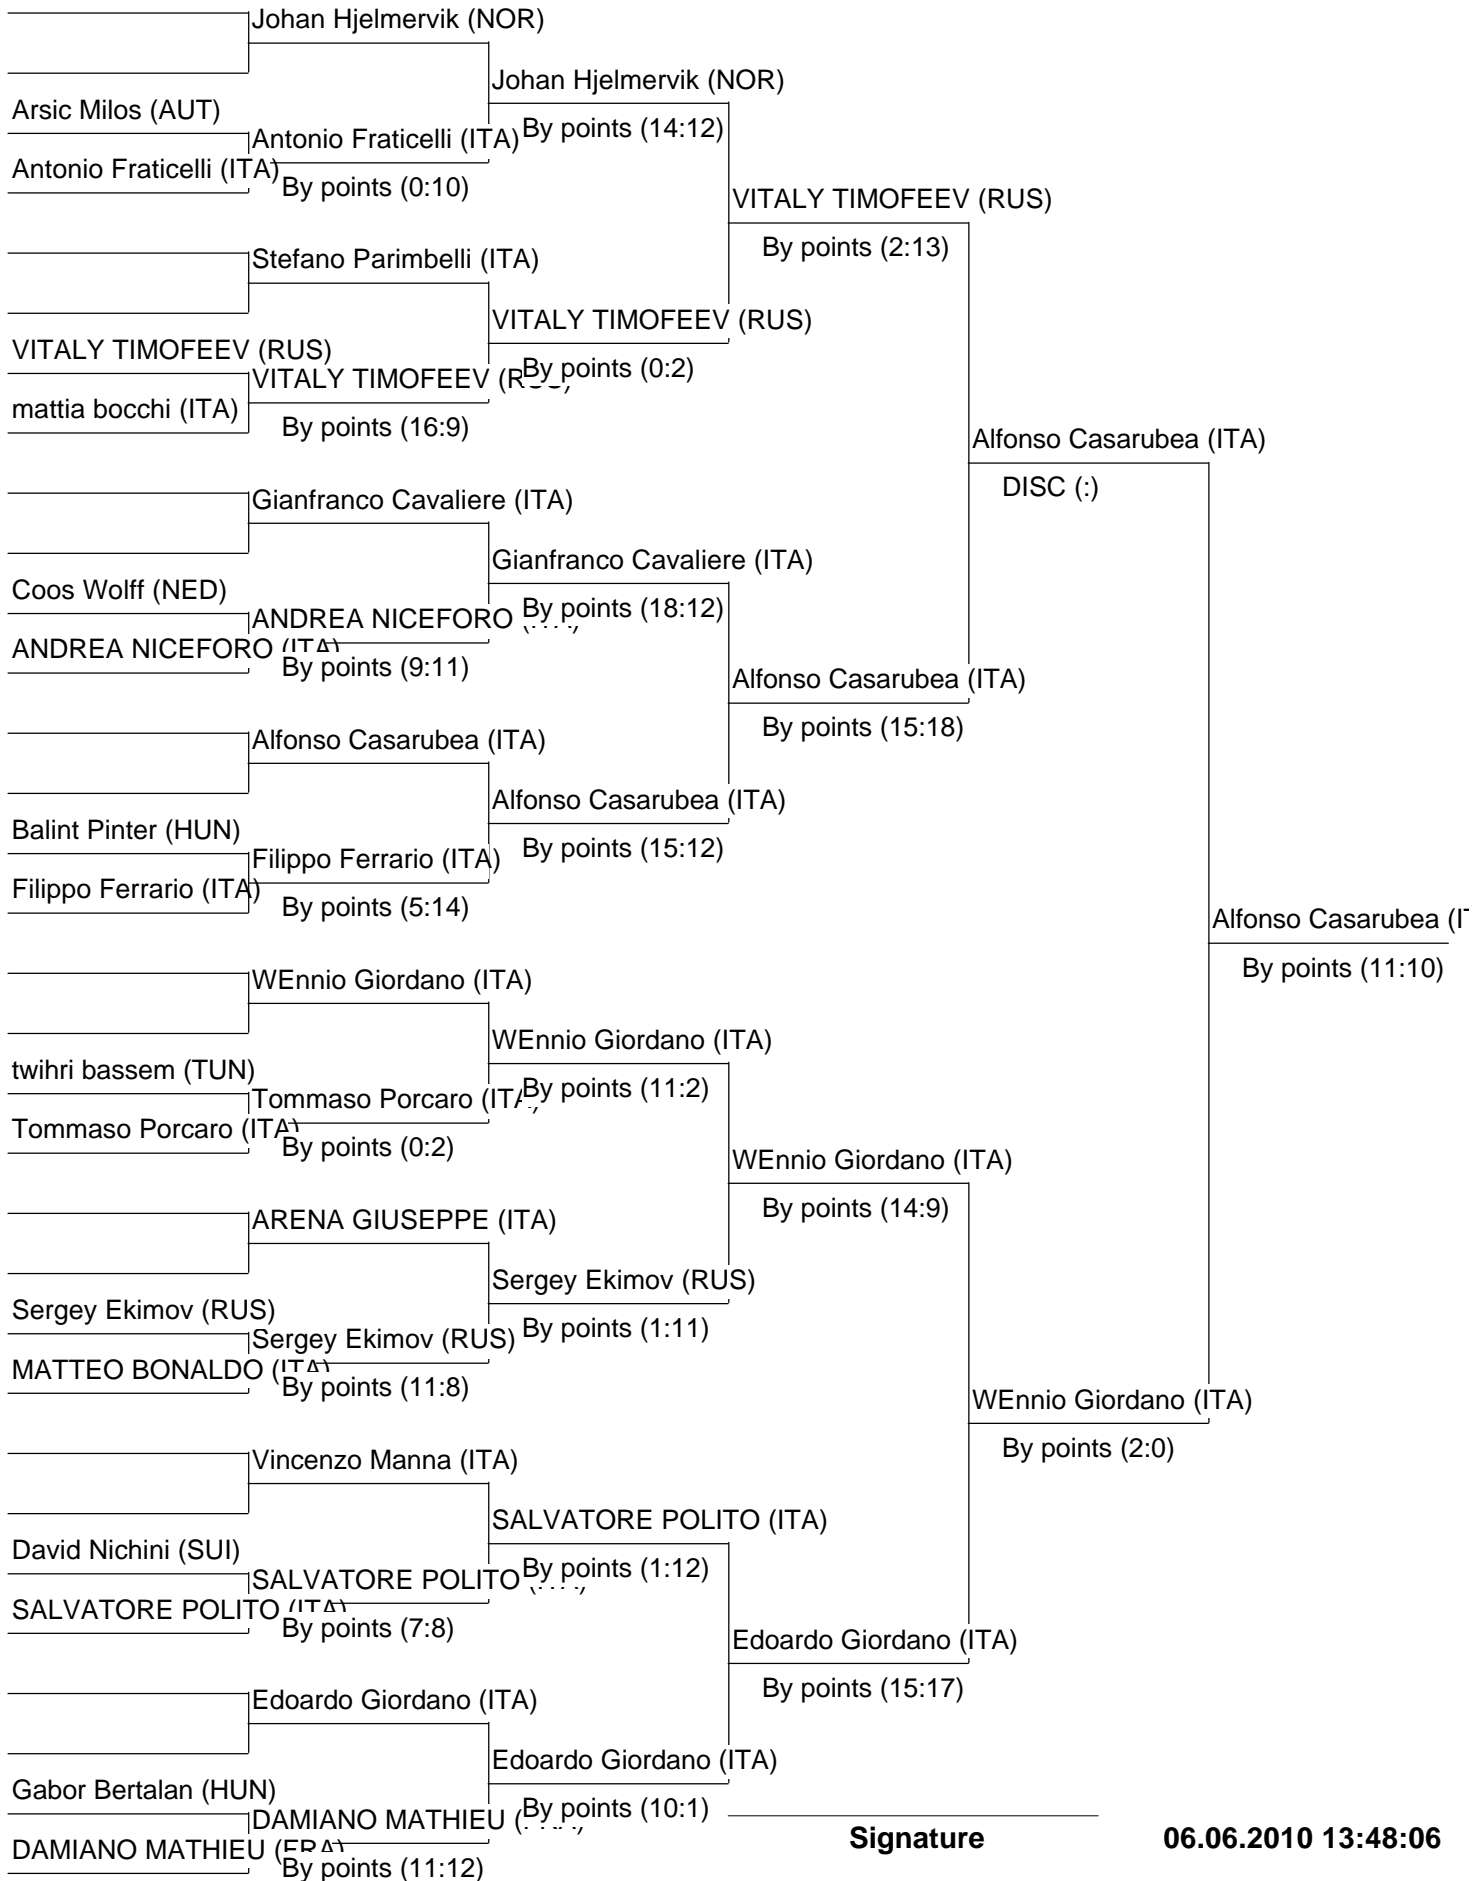 Johan Hjelmervik (NOR)
Johan Hjelmervik (NOR)
Arsic Milos (AUT)
Antonio Fraticelli (ITA)
By points (14:12)
Antonio Fraticelli (ITA)
By points (0:10)
VITALY TIMOFEEV (RUS)
By points (2:13)
Stefano Parimbelli (ITA)
VITALY TIMOFEEV (RUS)
VITALY TIMOFEEV (RUS)
By points (0:2)
VITALY TIMOFEEV (RUS)
mattia bocchi (ITA)
By points (16:9)
Alfonso Casarubea (ITA)
DISC (:)
Gianfranco Cavaliere (ITA)
Gianfranco Cavaliere (ITA)
Coos Wolff (NED)
By points (18:12)
ANDREA NICEFORO (ITA)
ANDREA NICEFORO (ITA)
By points (9:11)
Alfonso Casarubea (ITA)
By points (15:18)
Alfonso Casarubea (ITA)
Alfonso Casarubea (ITA)
Balint Pinter (HUN)
By points (15:12)
Filippo Ferrario (ITA)
Filippo Ferrario (ITA)
By points (5:14)
Alfonso Casarubea (IT
By points (11:10)
WEnnio Giordano (ITA)
WEnnio Giordano (ITA)
twihri bassem (TUN)
By points (11:2)
Tommaso Porcaro (ITA)
Tommaso Porcaro (ITA)
By points (0:2)
WEnnio Giordano (ITA)
By points (14:9)
ARENA GIUSEPPE (ITA)
Sergey Ekimov (RUS)
Sergey Ekimov (RUS)
By points (1:11)
Sergey Ekimov (RUS)
MATTEO BONALDO (ITA)
By points (11:8)
WEnnio Giordano (ITA)
By points (2:0)
Vincenzo Manna (ITA)
SALVATORE POLITO (ITA)
David Nichini (SUI)
By points (1:12)
SALVATORE POLITO (ITA)
SALVATORE POLITO (ITA)
By points (7:8)
Edoardo Giordano (ITA)
By points (15:17)
Edoardo Giordano (ITA)
Edoardo Giordano (ITA)
Gabor Bertalan (HUN)
By points (10:1)
DAMIANO MATHIEU (FRA)
DAMIANO MATHIEU (FRA)
By points (11:12)
Signature
06.06.2010 13:48:06